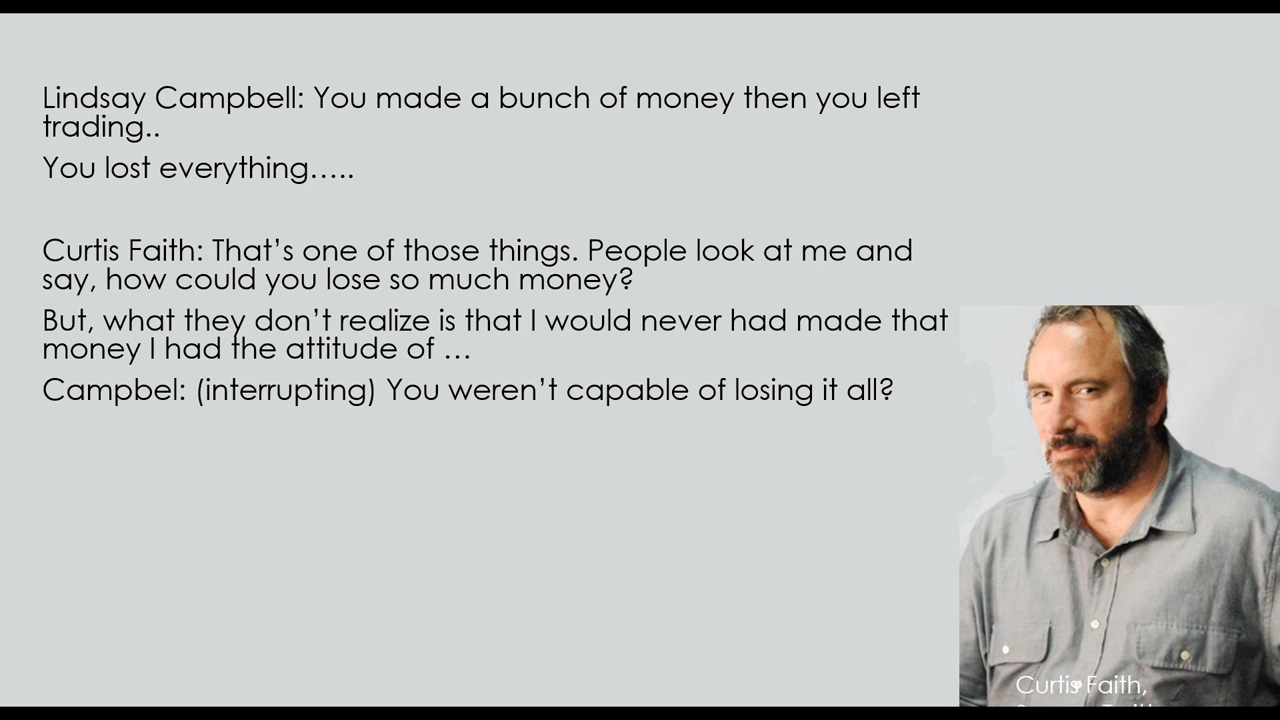 Lindsay Campbell: You made a bunch of money then you left
trading..
You lost everything…..
Curtis Faith: That’s one of those things. People look at me and
say, how could you lose so much money?
But, what they don’t realize is that I would never had made that
money I had the attitude of …
Campbel: (interrupting) You weren’t capable of losing it all?
Curtis Faith,